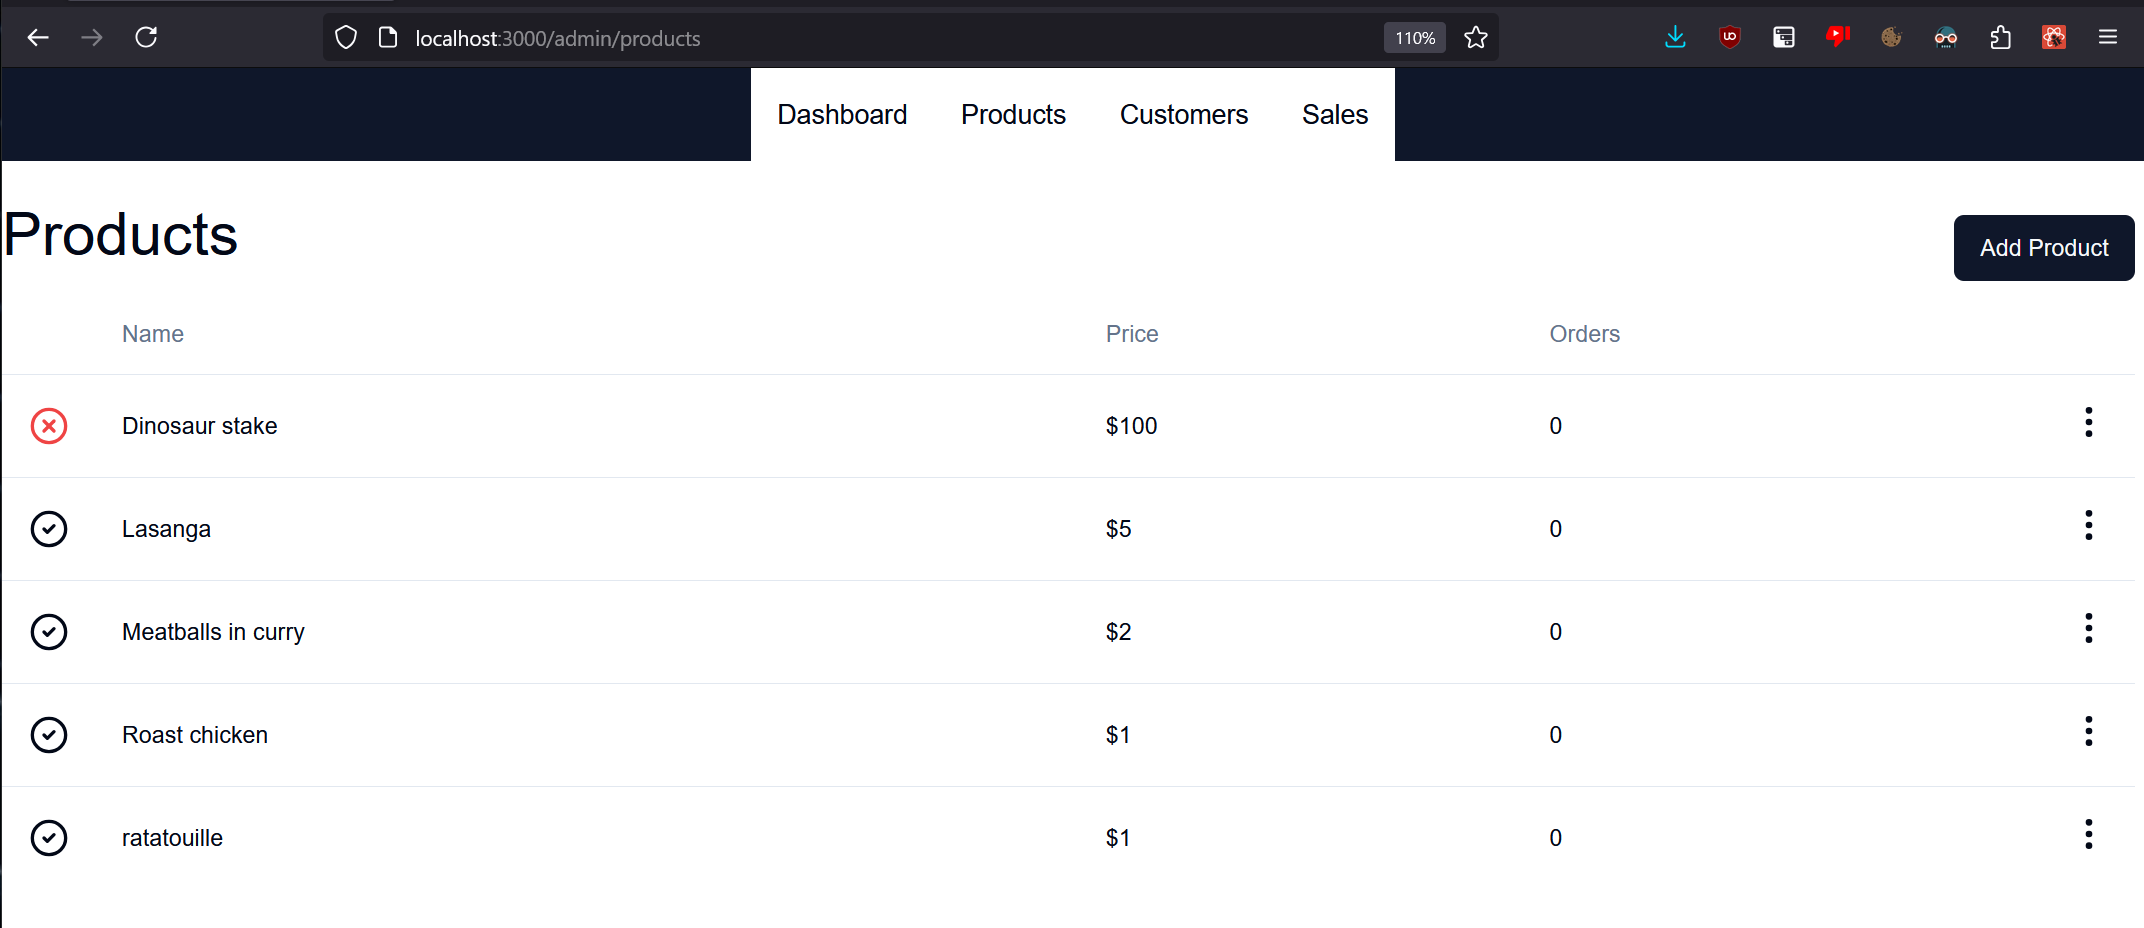 localhost:3000/admin/products 110%
Dashboard Products Customers Sales
Products
Add Product
Name Price Orders
Dinosaur stake $100 0
Lasanga $5 0
Meatballs in curry $2 0
Roast chicken $1 0
ratatouille $1 0